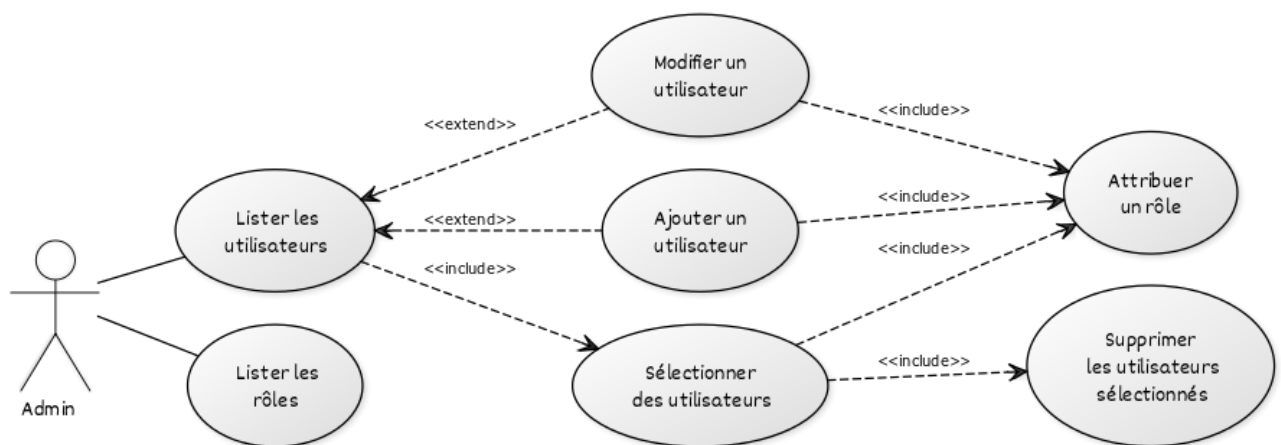 Modifier un
utilisateur
<<extend>>
<<include>>
Attribuer
un rôle
Lister les
utilisateurs
<<extend>>
Ajouter un
utilisateur
<<include>>
<<include>>
<<include>>
Admin
Lister les
rôles
Sélectionner
des utilisateurs
<<include>>
Supprimer
les utilisateurs
sélectionnés